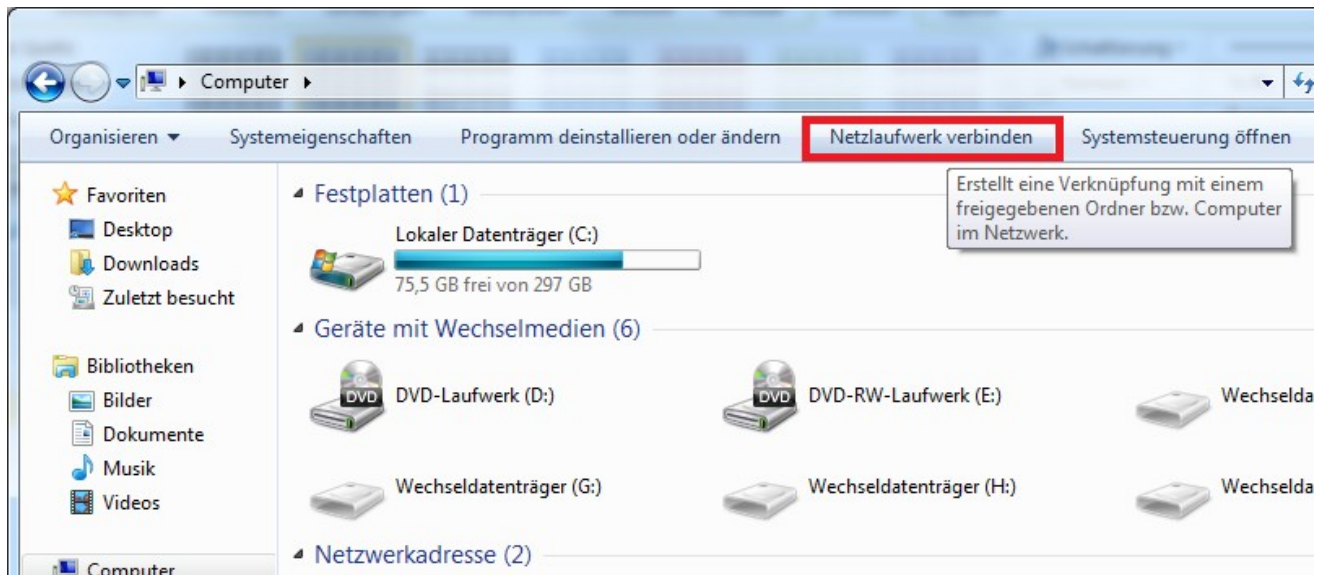 Computer
Organisieren Systemeigenschaften Programm deinstallieren oder ändern Netzlaufwerk verbinden Systemsteuerung öffnen
Erstellt eine Verknüpfung mit einem
freigegebenen Ordner bzw. Computer
im Netzwerk.
Favoriten
Desktop
Downloads
Zuletzt besucht
Bibliotheken
Bilder
Dokumente
Musik
Videos
Computer
Festplatten (1)
Lokaler Datenträger (C:)
75,5 GB frei von 297 GB
Geräte mit Wechselmedien (6)
DVD DVD-Laufwerk (D:) DVD DVD-RW-Laufwerk (E:) Wechselda
Wechseldatenträger (G:) Wechseldatenträger (H:) Wechselda
Netzwerkadresse (2)